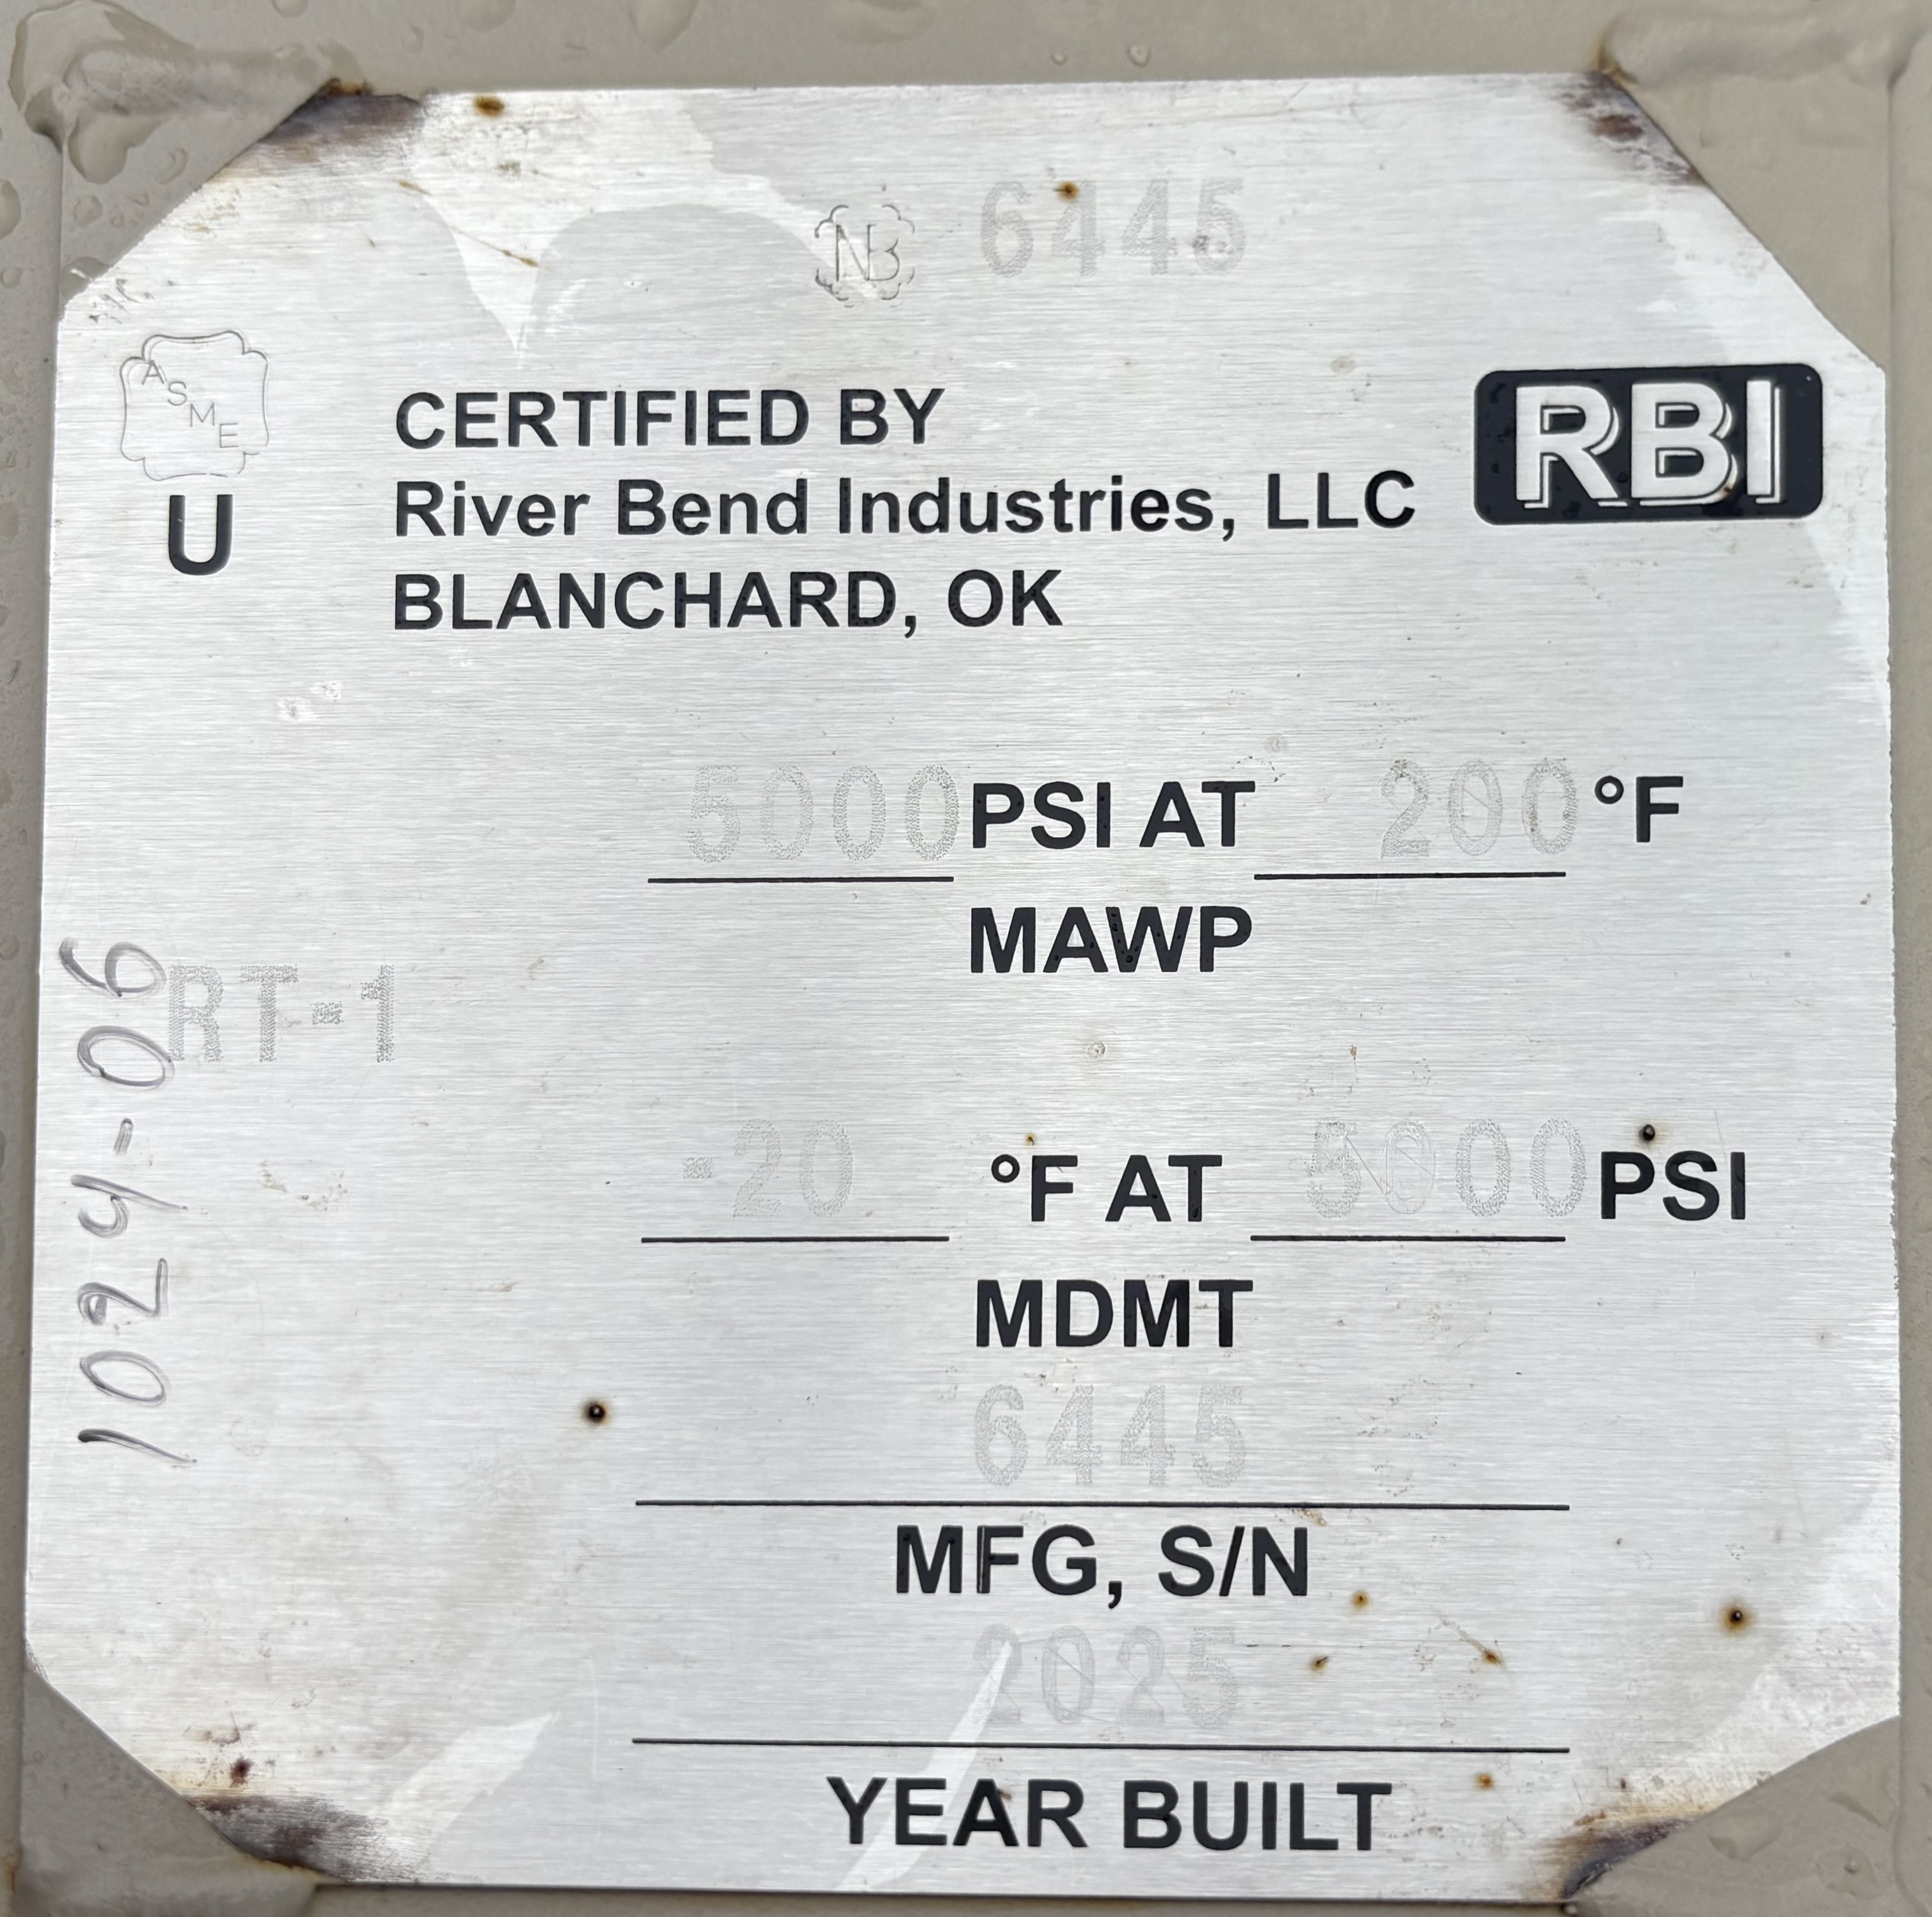 NB 6445
ASME
U
CERTIFIED BY
River Bend Industries, LLC
BLANCHARD, OK
RBI
5000 PSI AT 200 °F
MAWP
RT-1
1024-06
-20 °F AT 5000 PSI
MDMT
6445
MFG, S/N
2025
YEAR BUILT